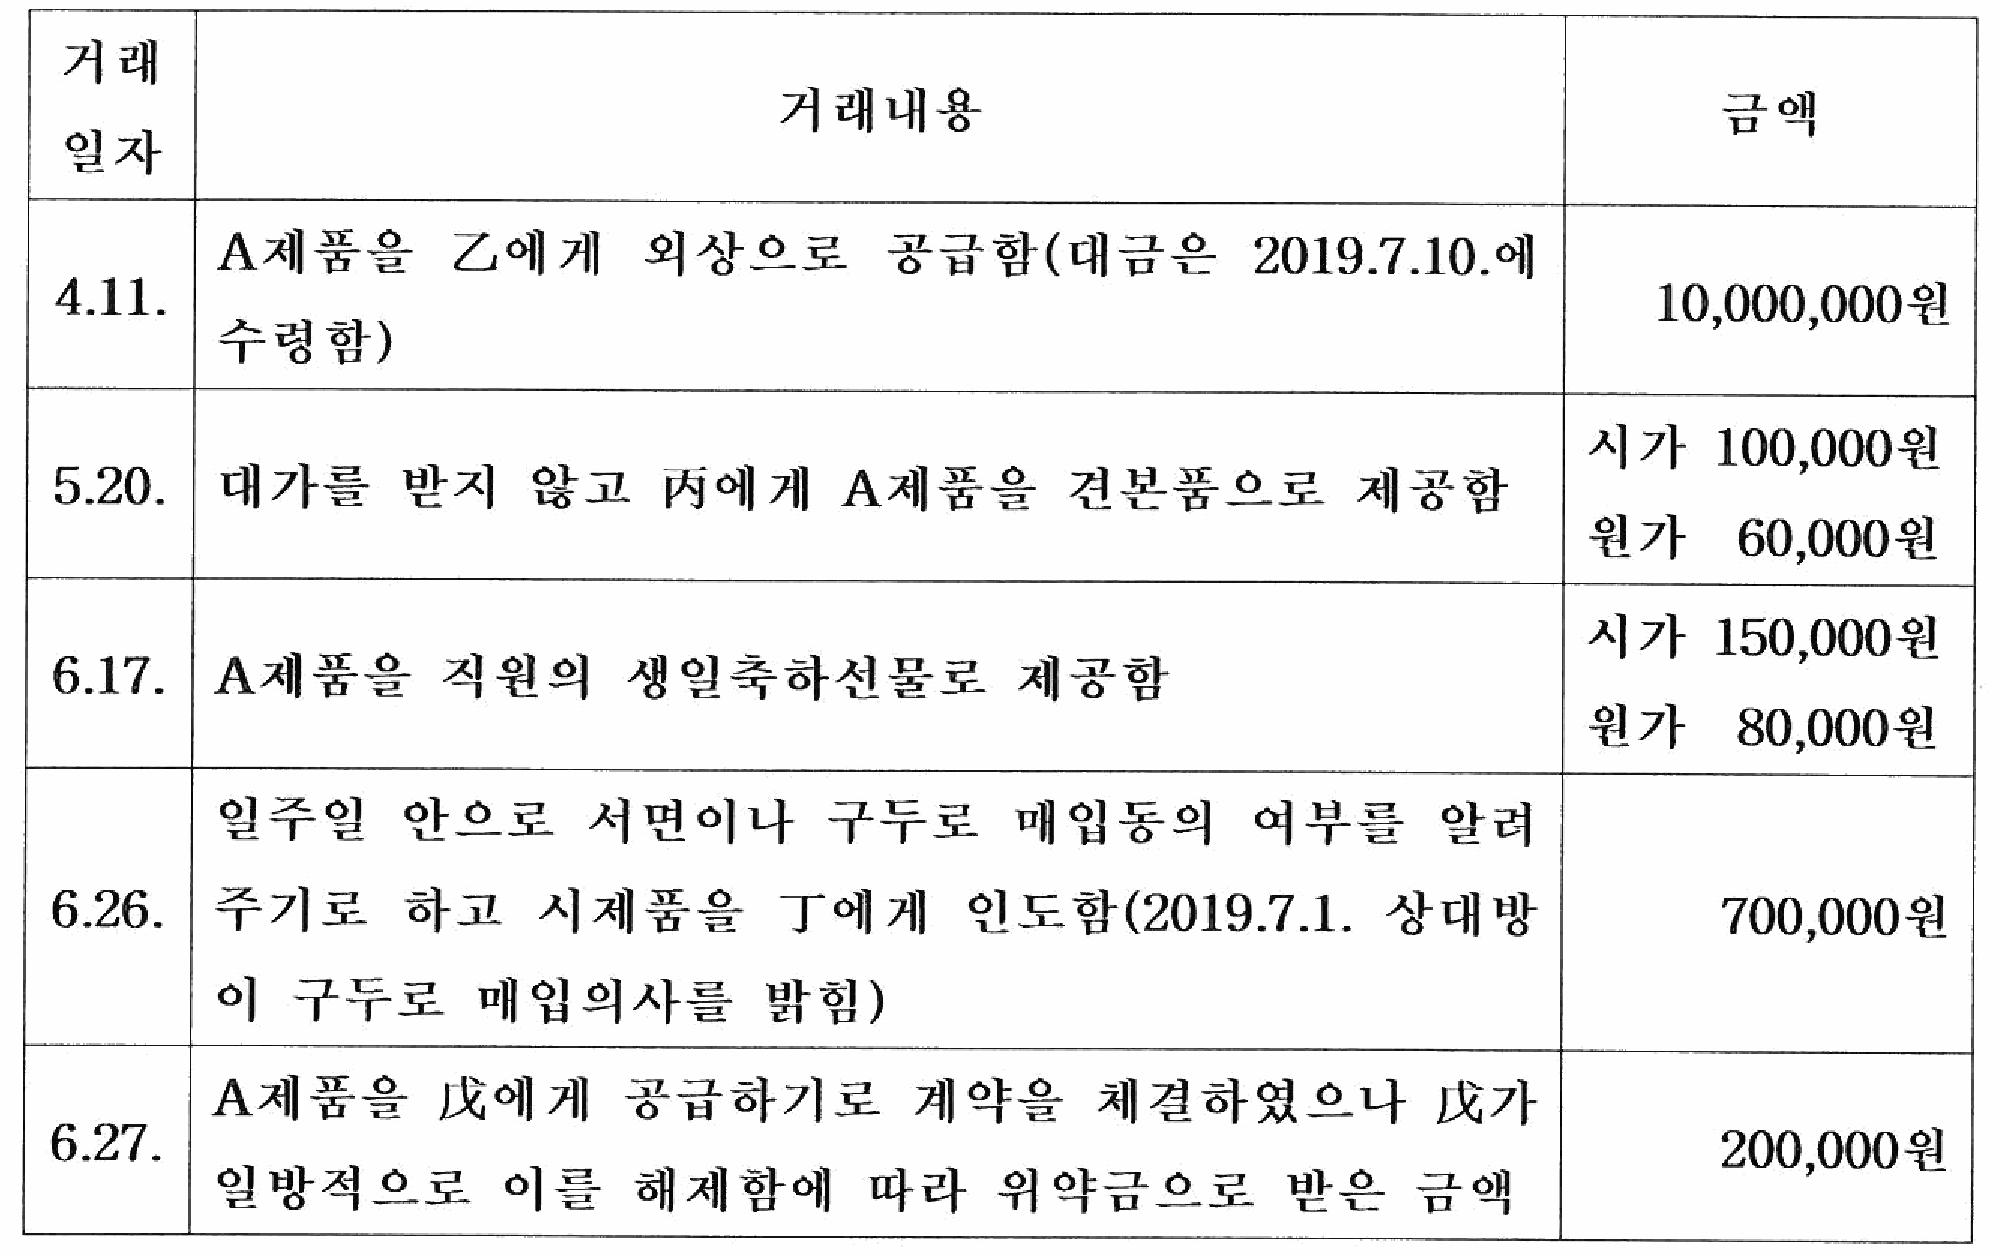 거래
일자
거래내용
금액
4.11.
A제품을 乙에게 외상으로 공급함(대금은 2019.7.10.에
수령함)
10,000,000원
5.20.
대가를 받지 않고 丙에게 A제품을 견본품으로 제공함
시가 100,000원
원가 60,000원
6.17.
A제품을 직원의 생일축하선물로 제공함
시가 150,000원
원가 80,000원
6.26.
일주일 안으로 서면이나 구두로 매입동의 여부를 알려
주기로 하고 시제품을 丁에게 인도함(2019.7.1. 상대방
이 구두로 매입의사를 밝힘)
700,000원
6.27.
A제품을 戊에게 공급하기로 계약을 체결하였으나 戊가
일방적으로 이를 해제함에 따라 위약금으로 받은 금액
200,000원